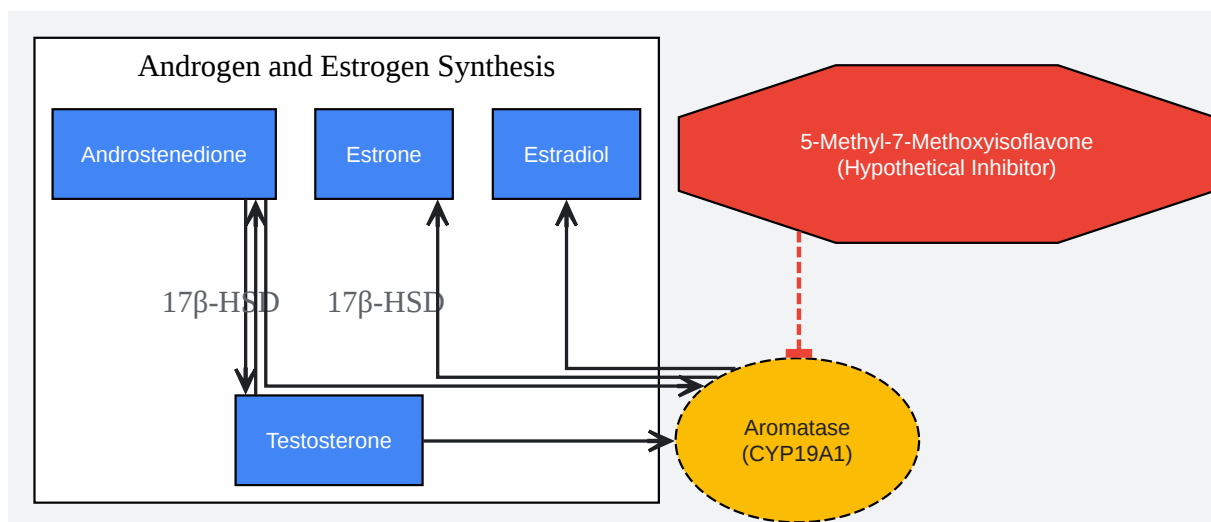 Androgen and Estrogen Synthesis
Androstenedione
Estrone
Estradiol
5-Methyl-7-Methoxyisoflavone
(Hypothetical Inhibitor)
17β-HSD
17β-HSD
Testosterone
Aromatase
(CYP19A1)